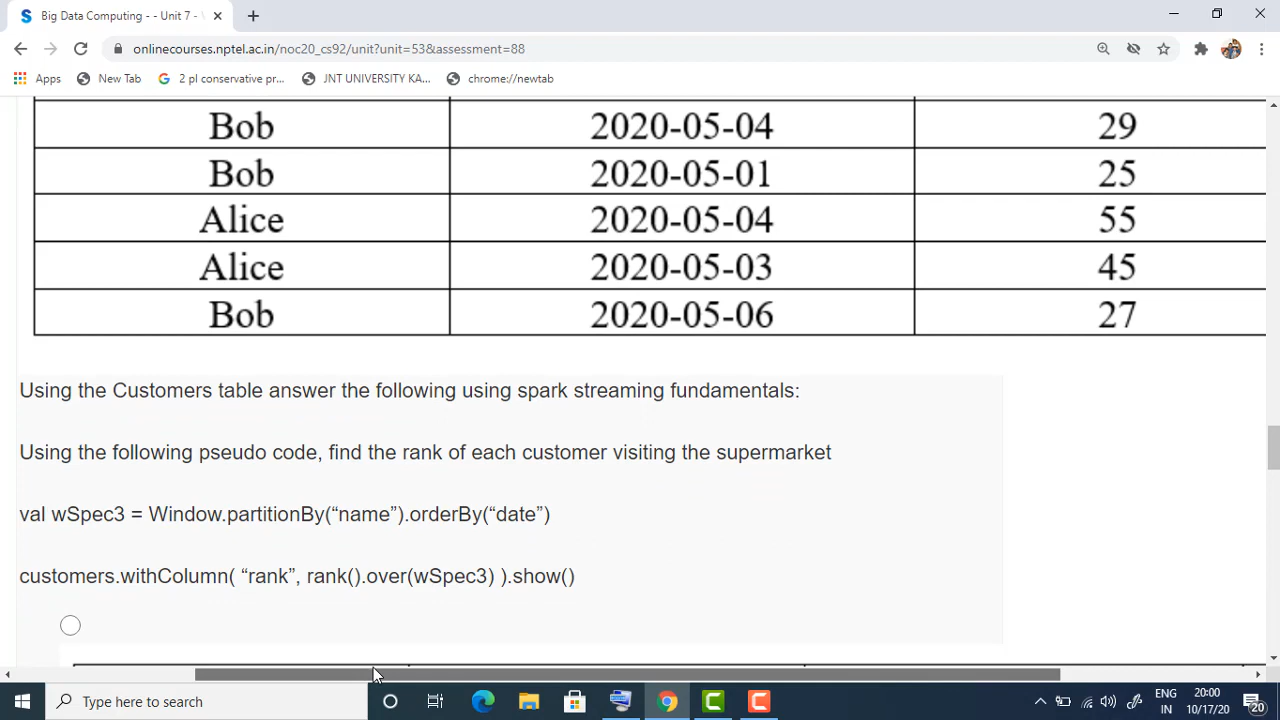 Big Data Computing - - Unit 7 -
onlinecourses.nptel.ac.in/noc20_cs92/unit?unit=53&assessment=88
Apps New Tab 2 pl conservative pr... JNT UNIVERSITY KA... chrome://newtab
Bob 2020-05-04 29
Bob 2020-05-01 25
Alice 2020-05-04 55
Alice 2020-05-03 45
Bob 2020-05-06 27
Using the Customers table answer the following using spark streaming fundamentals:
Using the following pseudo code, find the rank of each customer visiting the supermarket
val wSpec3 = Window.partitionBy(“name”).orderBy(“date”)
customers.withColumn( “rank”, rank().over(wSpec3) ).show()
Type here to search
ENG 20:00
IN 10/17/20 20